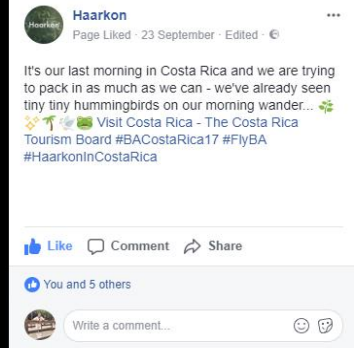 Haarkon
Haarkon
Page Liked · 23 September · Edited ·
It's our last morning in Costa Rica and we are trying
to pack in as much as we can - we've already seen
tiny tiny hummingbirds on our morning wander... 🌿
✨🌴🕊🐸 Visit Costa Rica - The Costa Rica
Tourism Board #BACostaRica17 #FlyBA
#HaarkonInCostaRica
Like Comment Share
You and 5 others
Write a comment...